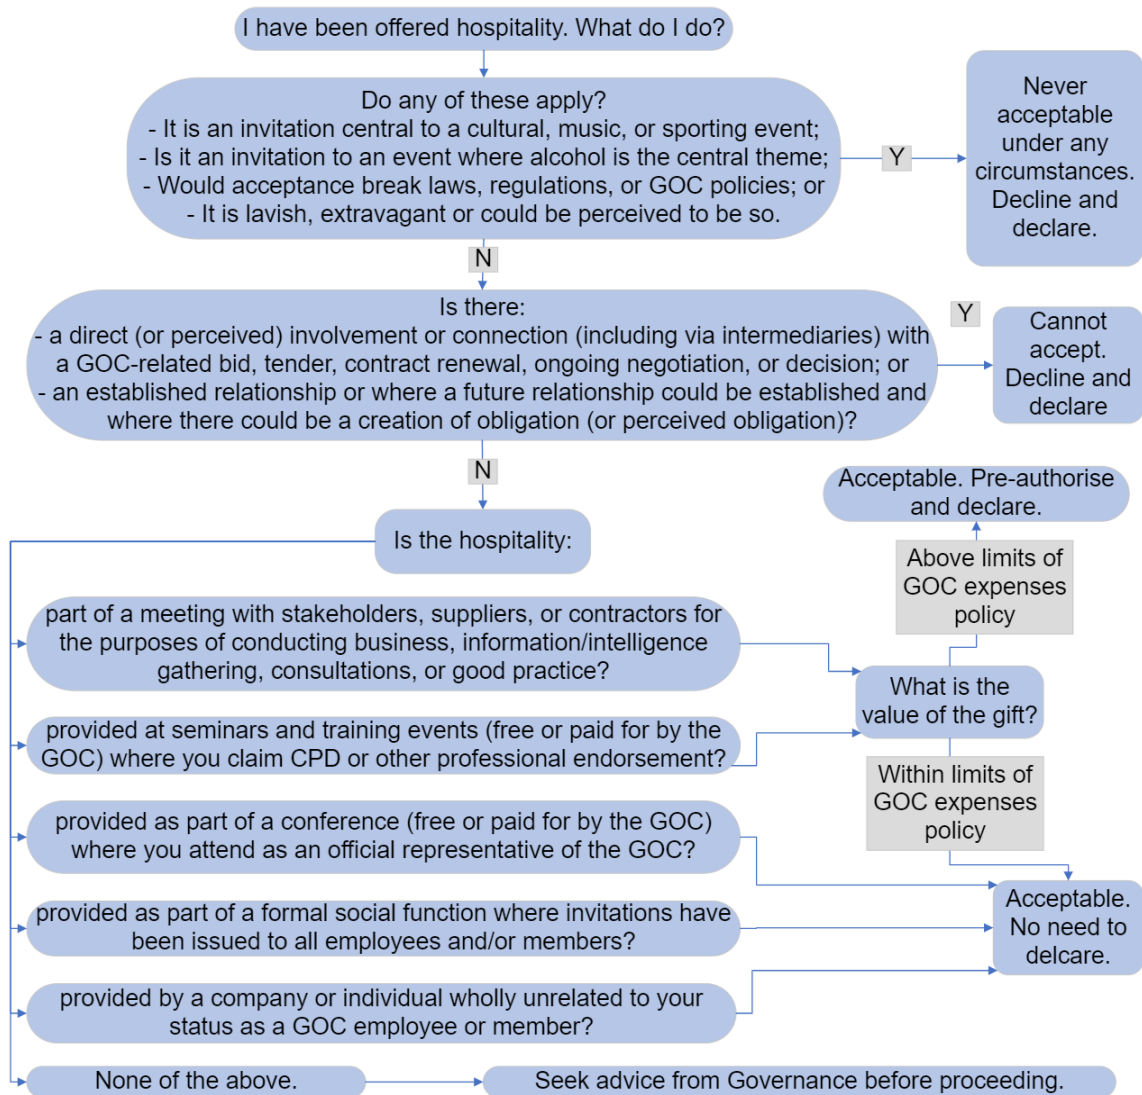 I have been offered hospitality. What do I do?
Do any of these apply?
- It is an invitation central to a cultural, music, or sporting event;
- Is it an invitation to an event where alcohol is the central theme;
- Would acceptance break laws, regulations, or GOC policies; or
- It is lavish, extravagant or could be perceived to be so.
Y
Never
acceptable
under any
circumstances.
Decline and
declare.
N
Is there:
- a direct (or perceived) involvement or connection (including via intermediaries) with
a GOC-related bid, tender, contract renewal, ongoing negotiation, or decision; or
- an established relationship or where a future relationship could be established and
where there could be a creation of obligation (or perceived obligation)?
Y
Cannot
accept.
Decline and
declare
N
Is the hospitality:
part of a meeting with stakeholders, suppliers, or contractors for
the purposes of conducting business, information/intelligence
gathering, consultations, or good practice?
provided at seminars and training events (free or paid for by the
GOC) where you claim CPD or other professional endorsement?
provided as part of a conference (free or paid for by the GOC)
where you attend as an official representative of the GOC?
provided as part of a formal social function where invitations have
been issued to all employees and/or members?
provided by a company or individual wholly unrelated to your
status as a GOC employee or member?
None of the above.
Seek advice from Governance before proceeding.
Acceptable. Pre-authorise
and declare.
Above limits of
GOC expenses
policy
What is the
value of the gift?
Within limits of
GOC expenses
policy
Acceptable.
No need to
delcare.